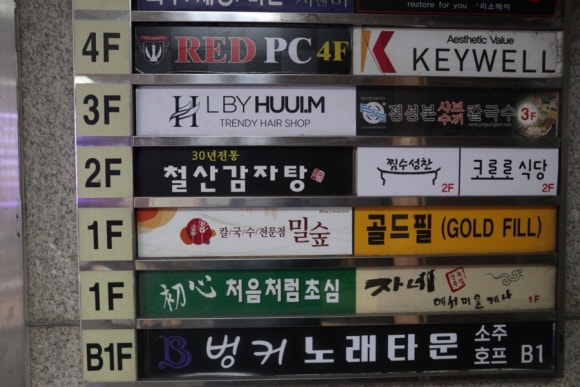 restore for you
4F
RED PC 4F
Aesthetic Value
KEYWELL
3F
L BY HUUI.M
TRENDY HAIR SHOP
정성본 샤브 수끼 칼국수 3F
2F
30년전통
철산감자탕
찜수성찬
2F
크로로식당
2F
1F
칼/국/수/전문점 밀숲
골드필 (GOLD FILL)
1F
初心 처음처럼초심
자네
1F
B1F
B 벙커 노래타운 소주 호프 B1